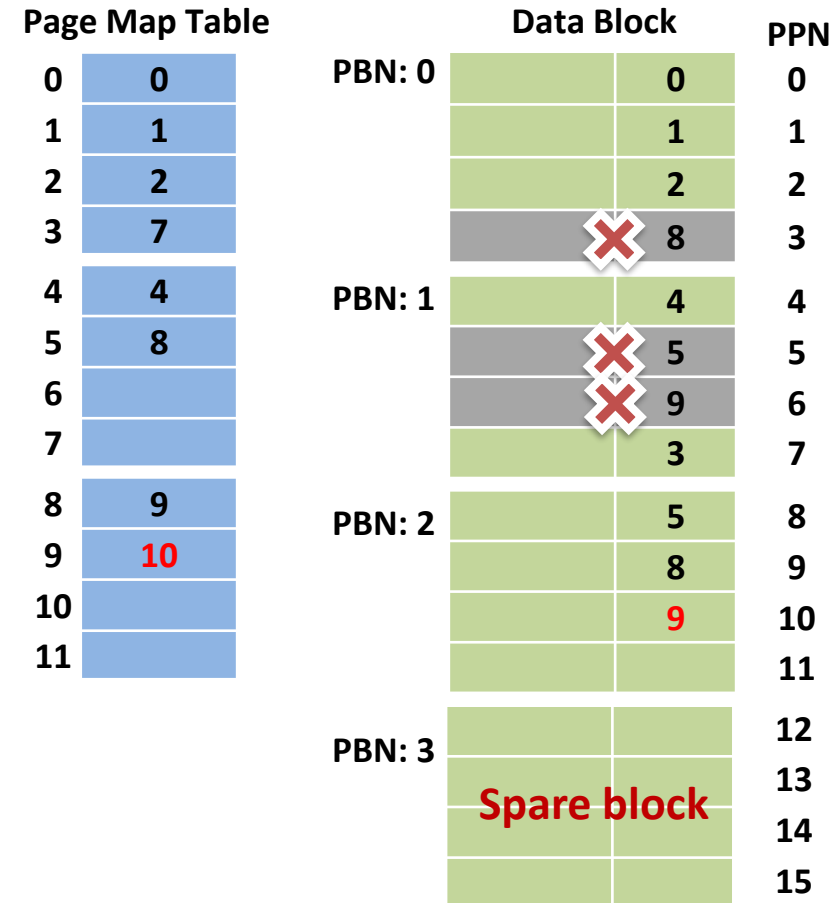 Page Map Table Data Block PPN
0 0 PBN: 0 0 0
1 1 1 1
2 2 2 2
3 7 8 3
4 4 PBN: 1 4 4
5 8 5 5
6 9 6
7 3 7
8 9 PBN: 2 5 8
9 10 8 9
10 9 10
11 11
PBN: 3 12
13
Spare block
14
15